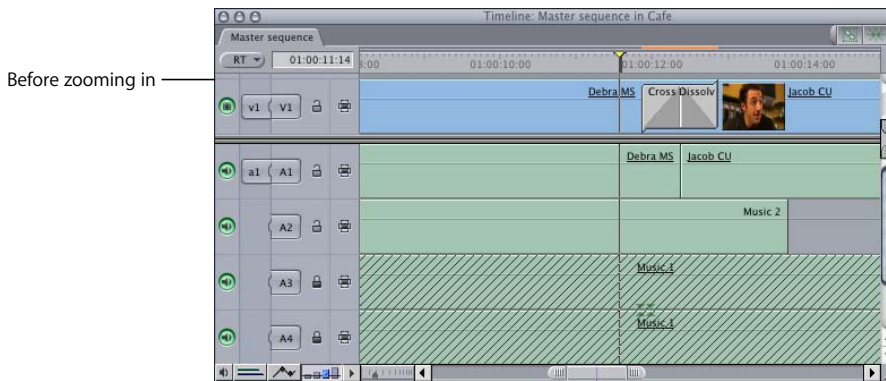 Timeline: Master sequence in Cafe
Master sequence
RT 01:00:11:14 3:00 01:00:10:00 01:00:12:00 01:00:14:00
Before zooming in
v1 V1 Debra MS Cross Dissolv Jacob CU
a1 A1 Debra MS Jacob CU
A2 Music 2
A3 Music 1
A4 Music 1